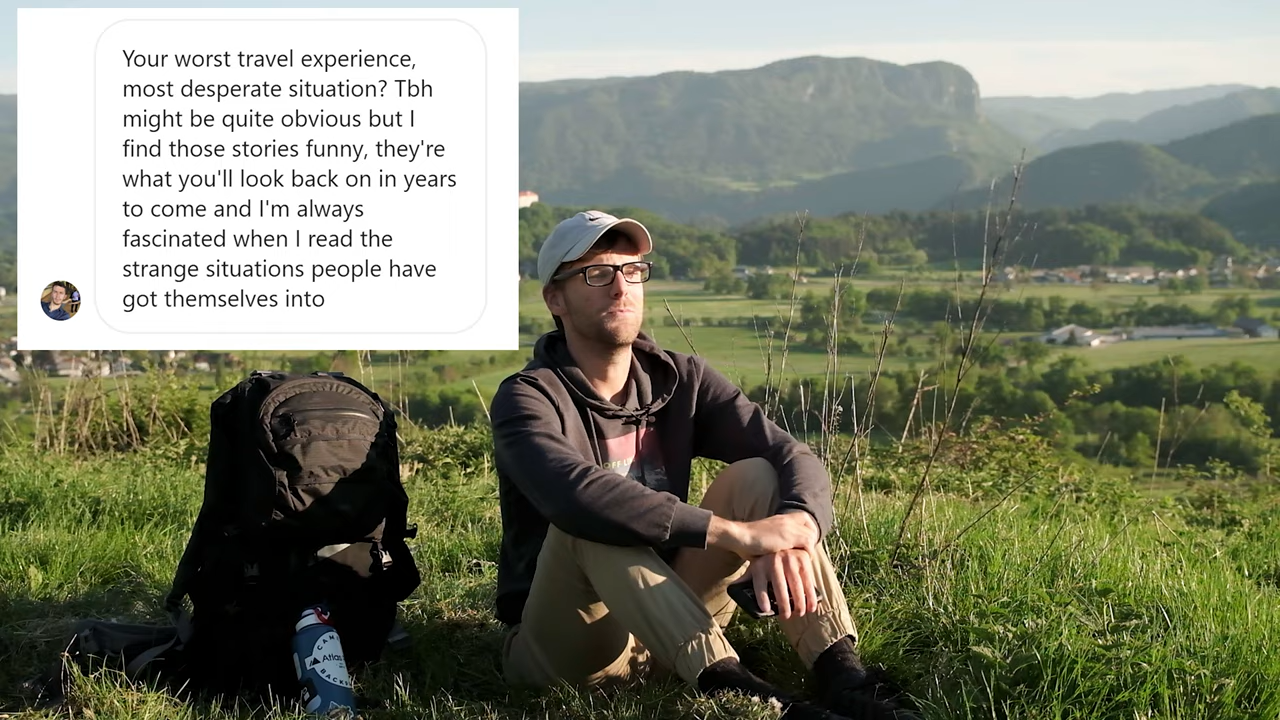 Your worst travel experience,
most desperate situation? Tbh
might be quite obvious but I
find those stories funny, they're
what you'll look back on in years
to come and I'm always
fascinated when I read the
strange situations people have
got themselves into
Atlas